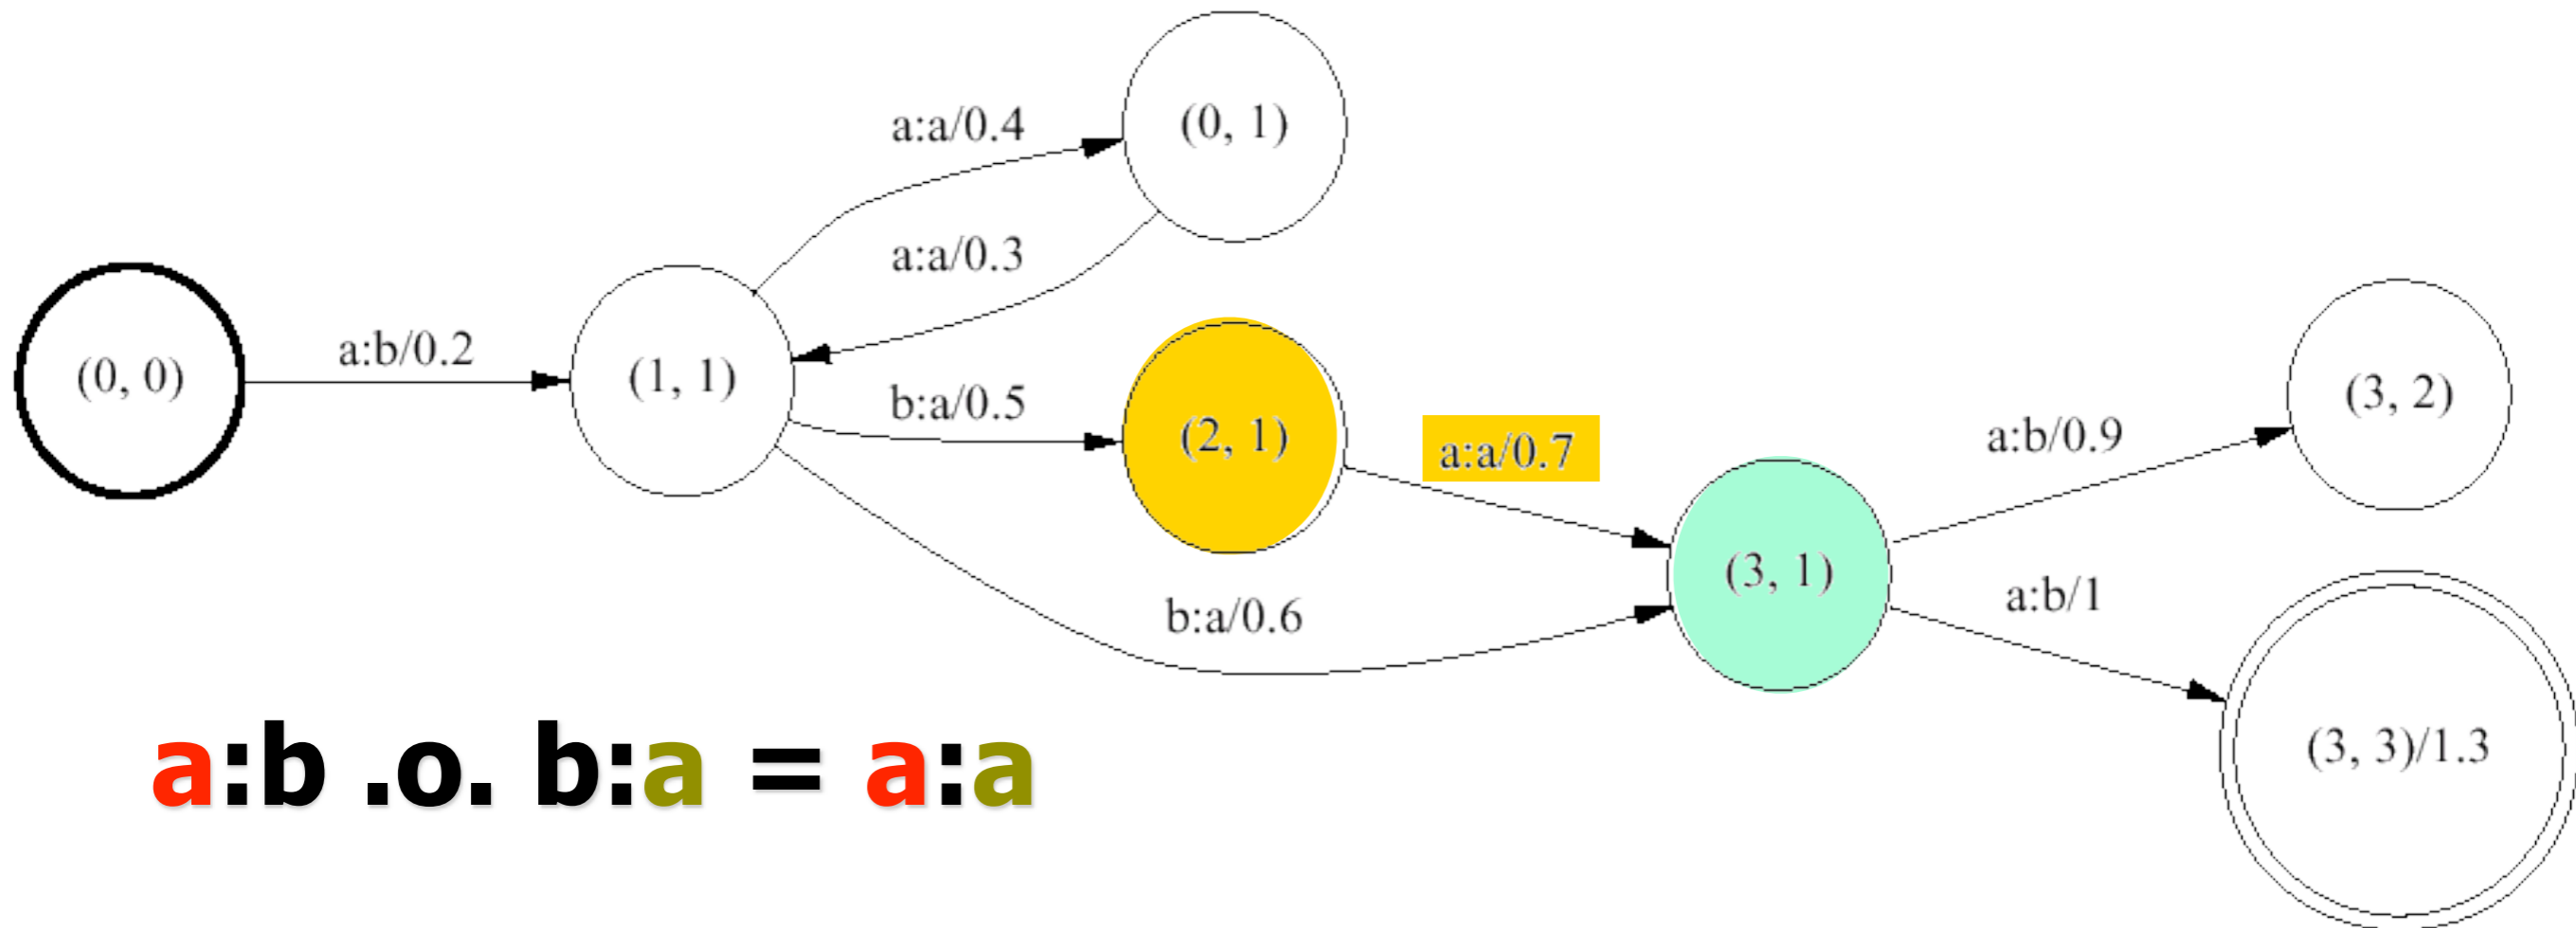 a:a/0.4
(0, 1)
a:a/0.3
(0, 0)
a:b/0.2
(1, 1)
b:a/0.5
(2, 1)
a:a/0.7
a:b/0.9
(3, 2)
b:a/0.6
(3, 1)
a:b/1
(3, 3)/1.3
a:b .o. b:a = a:a